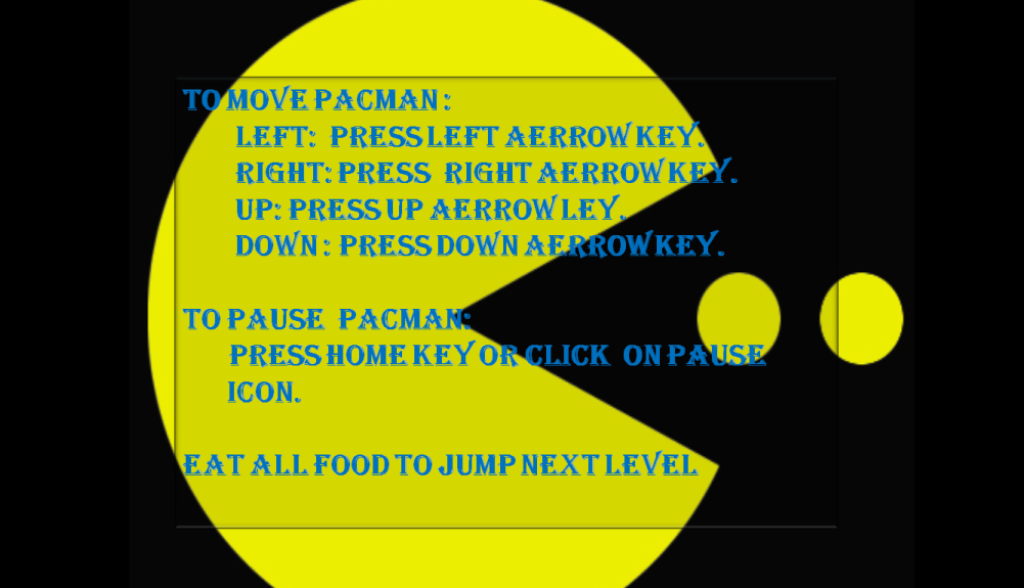 TO MOVE PACMAN :
LEFT: PRESS LEFT AERROW KEY.
RIGHT: PRESS RIGHT AERROW KEY.
UP: PRESS UP AERROW LEY.
DOWN : PRESS DOWN AERROW KEY.
TO PAUSE PACMAN:
PRESS HOME KEY OR CLICK ON PAUSE
ICON.
EAT ALL FOOD TO JUMP NEXT LEVEL